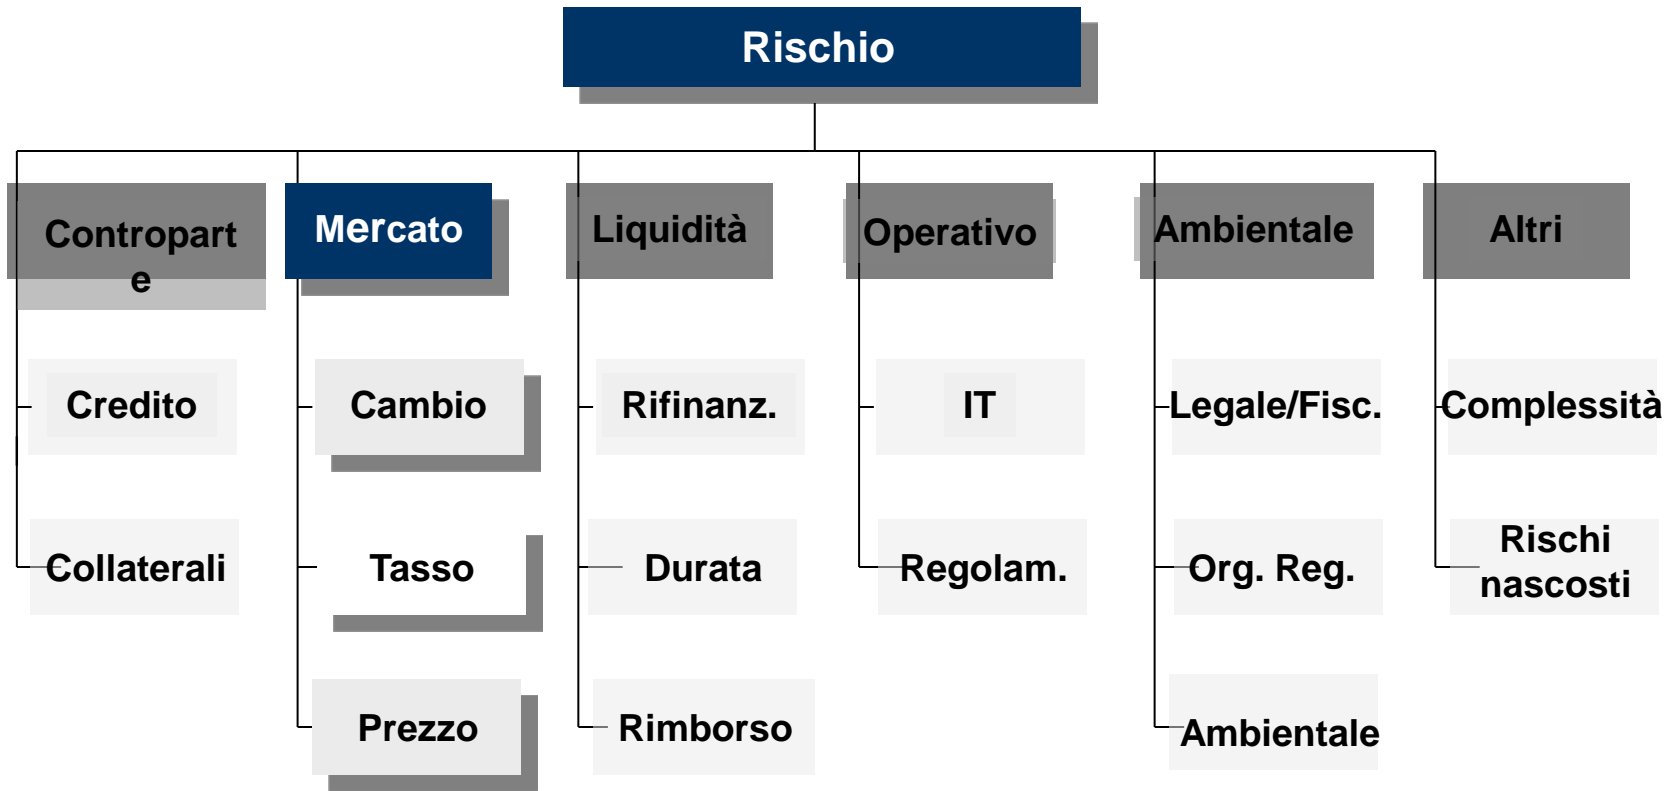 Rischio
Contropart
e
Mercato
Liquidità
Operativo
Ambientale
Altri
Credito
Cambio
Rifinanz.
IT
Legale/Fisc.
Complessità
Collaterali
Tasso
Durata
Regolam.
Org. Reg.
Rischi
nascosti
Prezzo
Rimborso
Ambientale